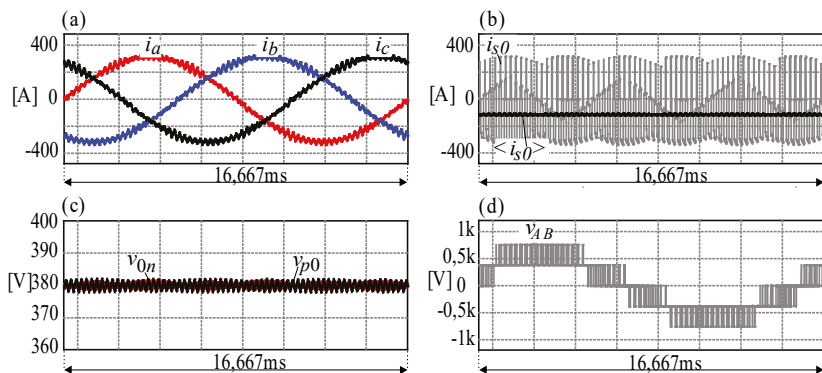 (a)
400
i_a
i_b
i_c
[A]
0
-400
16,667ms
(b)
400
i_s0
[A]
0
<i_s0>
-400
16,667ms
(c)
400
390
v_0n
v_p0
[V]
380
370
360
16,667ms
(d)
1k
v_AB
0,5k
[V]
0
-0,5k
-1k
16,667ms